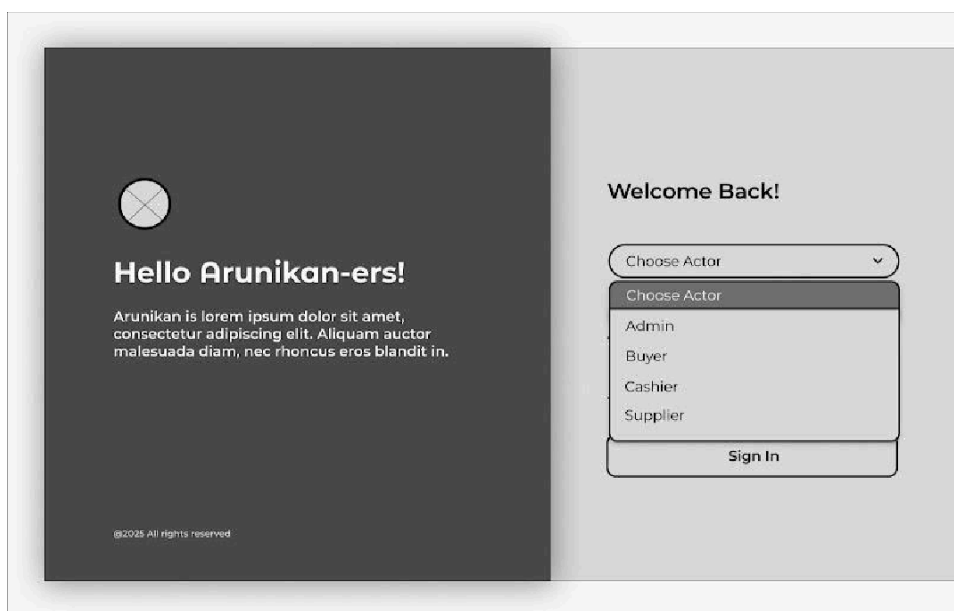 Hello Arunikan-ers!
Arunikan is lorem ipsum dolor sit amet,
consectetur adipiscing elit. Aliquam auctor
malesuada diam, nec rhoncus eros blandit in.
@2025 All rights reserved
Welcome Back!
Choose Actor
Choose Actor
Admin
Buyer
Cashier
Supplier
Sign In